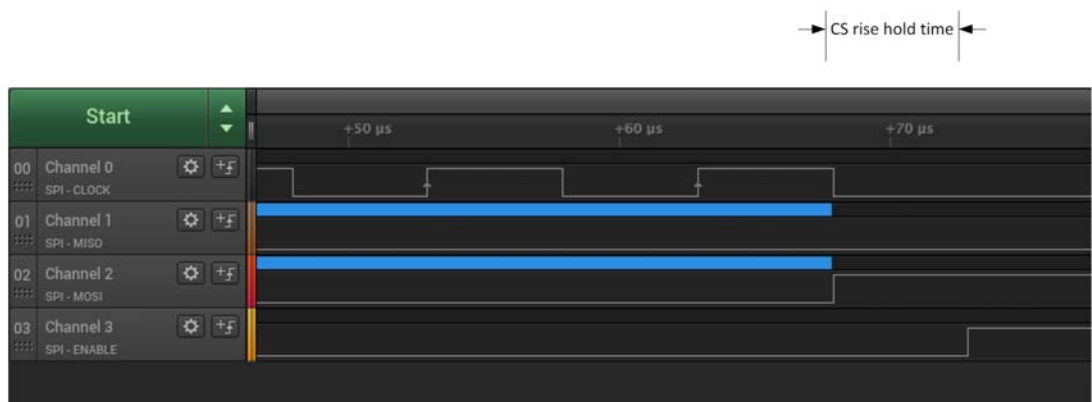 CS rise hold time
Start
+50 µs +60 µs +70 µs
00 Channel 0
SPI - CLOCK
01 Channel 1
SPI - MISO
02 Channel 2
SPI - MOSI
03 Channel 3
SPI - ENABLE